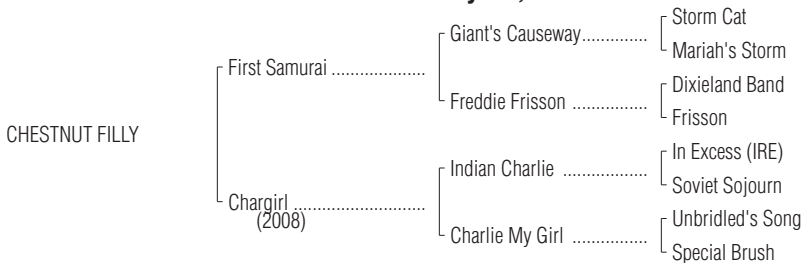 Storm Cat
Giant's Causeway..............
Mariah's Storm
First Samurai ....................
Dixieland Band
Freddie Frisson ................
Frisson
CHESTNUT FILLY
In Excess (IRE)
Indian Charlie ..................
Soviet Sojourn
Chargirl ............................
(2008)
Unbridled's Song
Charlie My Girl ................
Special Brush